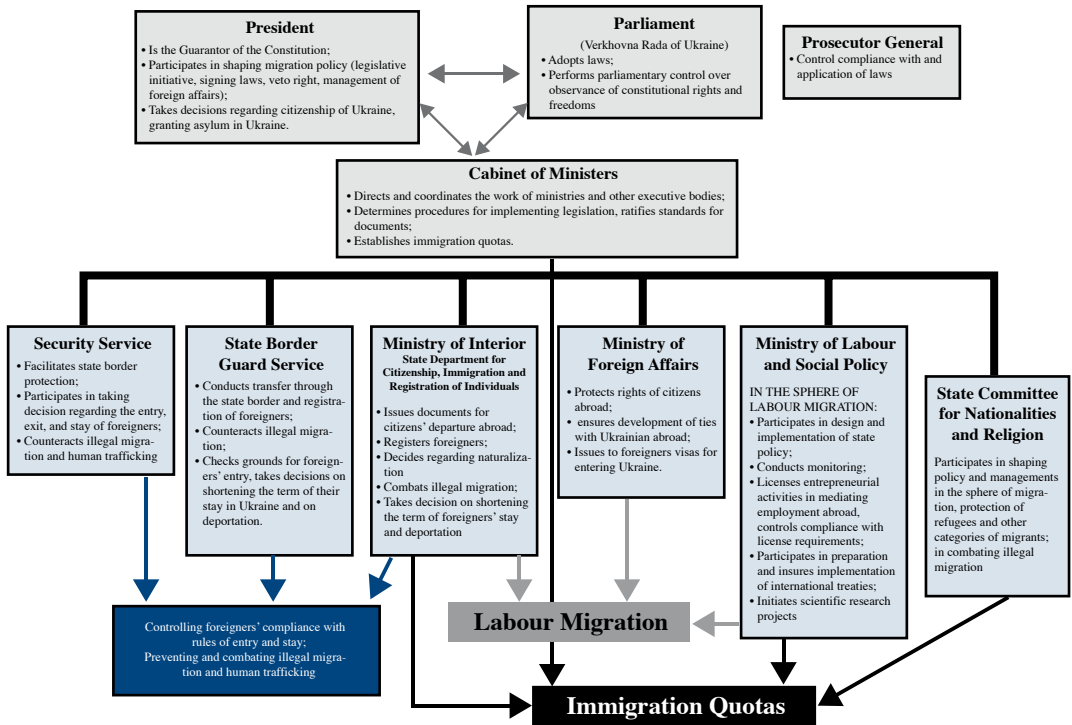 President
• Is the Guarantor of the Constitution;
• Participates in shaping migration policy (legislative
initiative, signing laws, veto right, management of
foreign affairs);
• Takes decisions regarding citizenship of Ukraine,
granting asylum in Ukraine.
Parliament
(Verkhovna Rada of Ukraine)
• Adopts laws;
• Performs parliamentary control over
observance of constitutional rights and
freedoms
Prosecutor General
• Control compliance with and
application of laws
Cabinet of Ministers
• Directs and coordinates the work of ministries and other executive bodies;
• Determines procedures for implementing legislation, ratifies standards for
documents;
• Establishes immigration quotas.
Security Service
• Facilitates state border
protection;
• Participates in taking
decision regarding the entry,
exit, and stay of foreigners;
• Counteracts illegal migra-
tion and human trafficking
State Border
Guard Service
• Conducts transfer through
the state border and registra-
tion of foreigners;
• Counteracts illegal migra-
tion;
• Checks grounds for foreign-
ers' entry, takes decisions on
shortening the term of their
stay in Ukraine and on
deportation.
Ministry of Interior
State Department for
Citizenship, Immigration and
Registration of Individuals
• Issues documents for
citizens' departure abroad;
• Registers foreigners;
• Decides regarding naturalization
• Combats illegal migration;
• Takes decision on shortening
the term of foreigners' stay
and deportation
Ministry of
Foreign Affairs
• Protects rights of citizens
abroad;
• ensures development of ties
with Ukrainian abroad;
• Issues to foreigners visas for
entering Ukraine.
Ministry of Labour
and Social Policy
IN THE SPHERE OF
LABOUR MIGRATION:
• Participates in design and
implementation of state
policy;
• Conducts monitoring;
• Licenses entrepreneurial
activities in mediating
employment abroad,
controls compliance with
license requirements;
• Participates in preparation
and insures implementation
of international treaties;
• Initiates scientific research
projects
State Committee
for Nationalities
and Religion
Participates in shaping
policy and managements
in the sphere of migra-
tion, protection of
refugees and other
categories of migrants;
in combating illegal
migration
Controlling foreigners' compliance with
rules of entry and stay;
Preventing and combating illegal migra-
tion and human trafficking
Labour Migration
Immigration Quotas